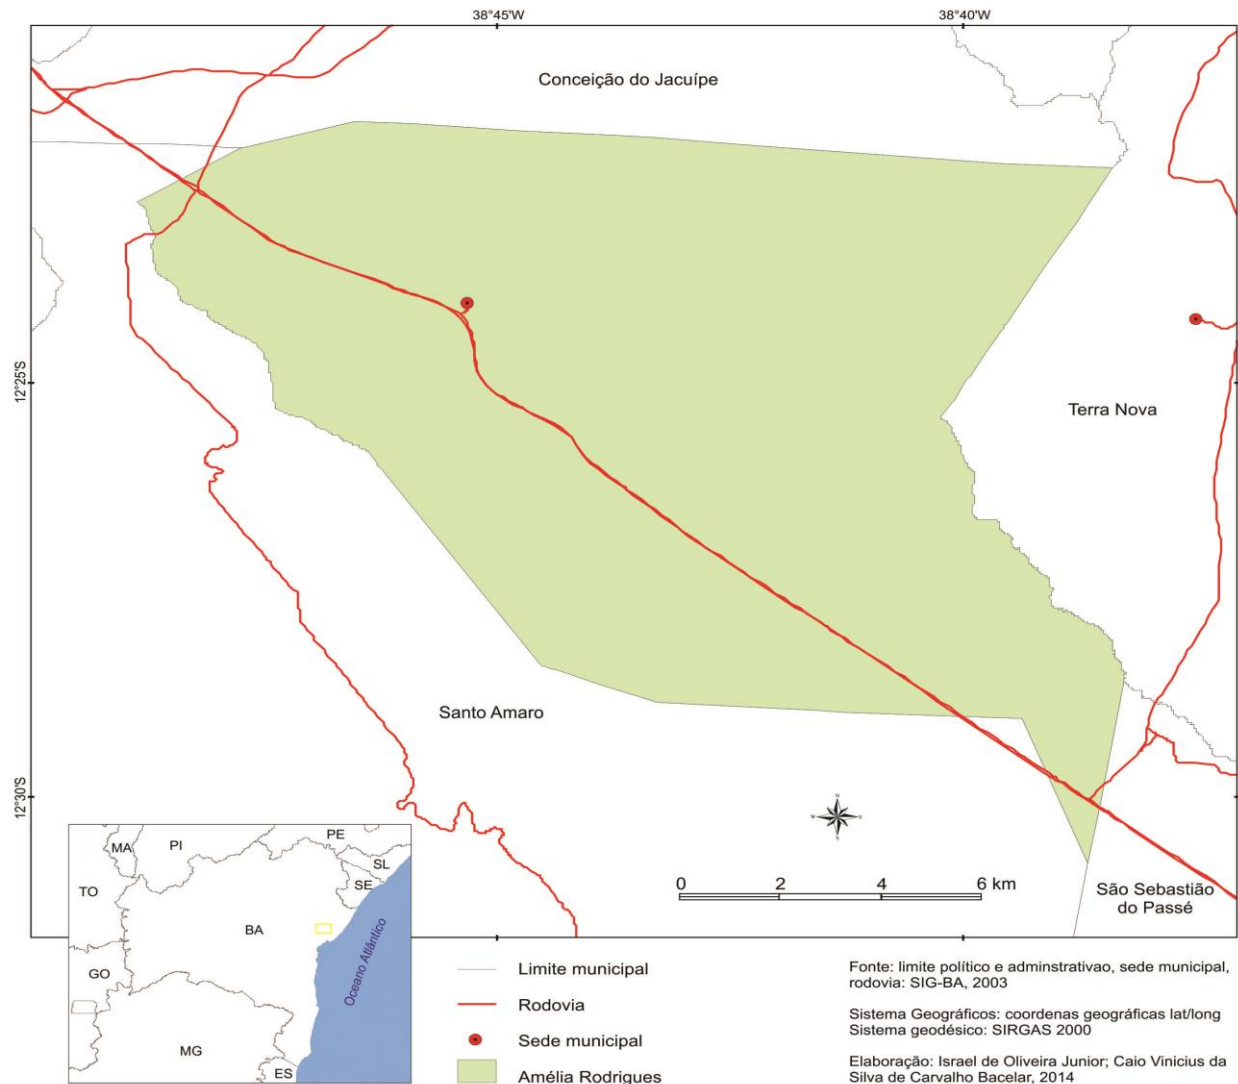 38°45'W
38°40'W
Conceição do Jacuípe
12°25'S
Terra Nova
Santo Amaro
12°30'S
N
W
E
S
0 2 4 6 km
São Sebastião
do Passé
MA
PI
PE
SL
SE
TO
BA
GO
MG
ES
Oceano Atlântico
Limite municipal
Rodovia
Sede municipal
Amélia Rodrigues
Fonte: limite político e adminstrativao, sede municipal,
rodovia: SIG-BA, 2003
Sistema Geográficos: coordenas geográficas lat/long
Sistema geodésico: SIRGAS 2000
Elaboração: Israel de Oliveira Junior; Caio Vinicius da
Silva de Carvalho Bacelar, 2014